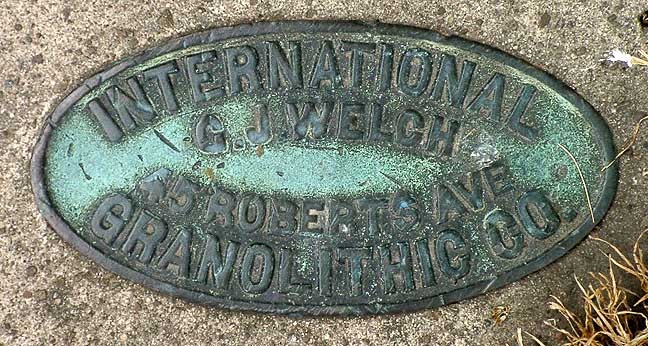 INTERNATIONAL
G.J. WELCH
45 ROBERTS AVE
GRANOLITHIC CO.